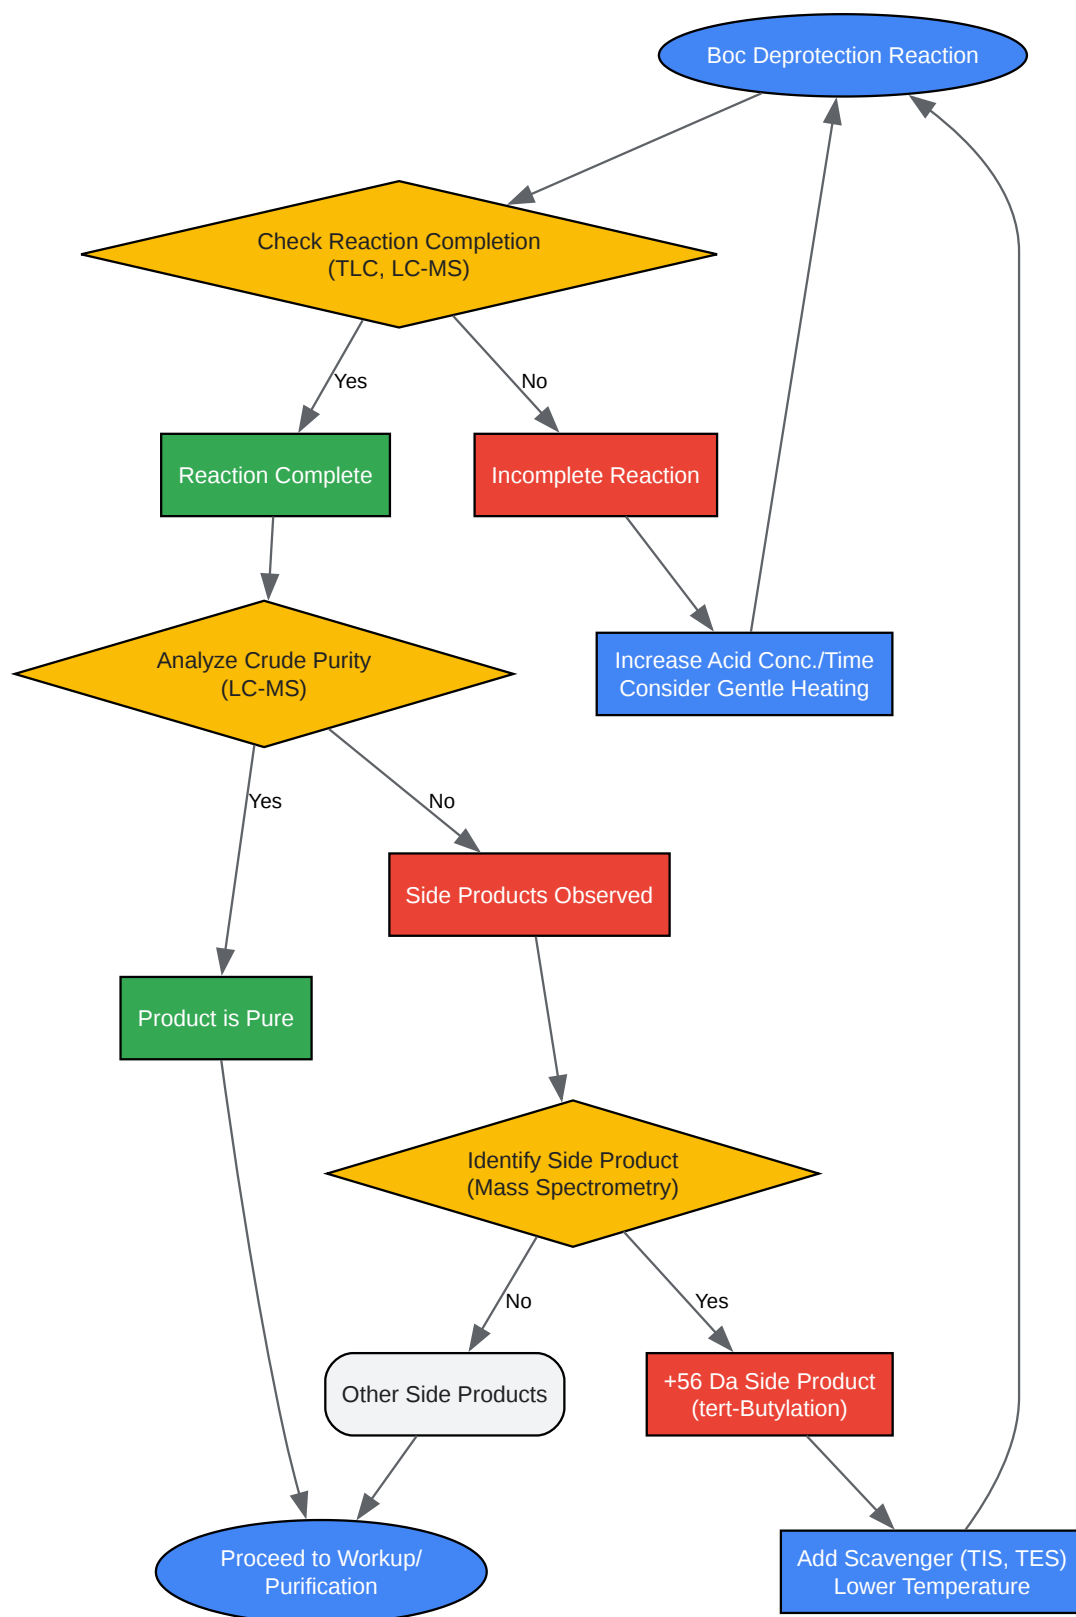 Boc Deprotection Reaction
Check Reaction Completion
(TLC, LC-MS)
Yes
No
Reaction Complete
Incomplete Reaction
Analyze Crude Purity
(LC-MS)
Increase Acid Conc./Time
Consider Gentle Heating
Yes
No
Side Products Observed
Product is Pure
Identify Side Product
(Mass Spectrometry)
No
Yes
Other Side Products
+56 Da Side Product
(tert-Butylation)
Proceed to Workup/
Purification
Add Scavenger (TIS, TES)
Lower Temperature